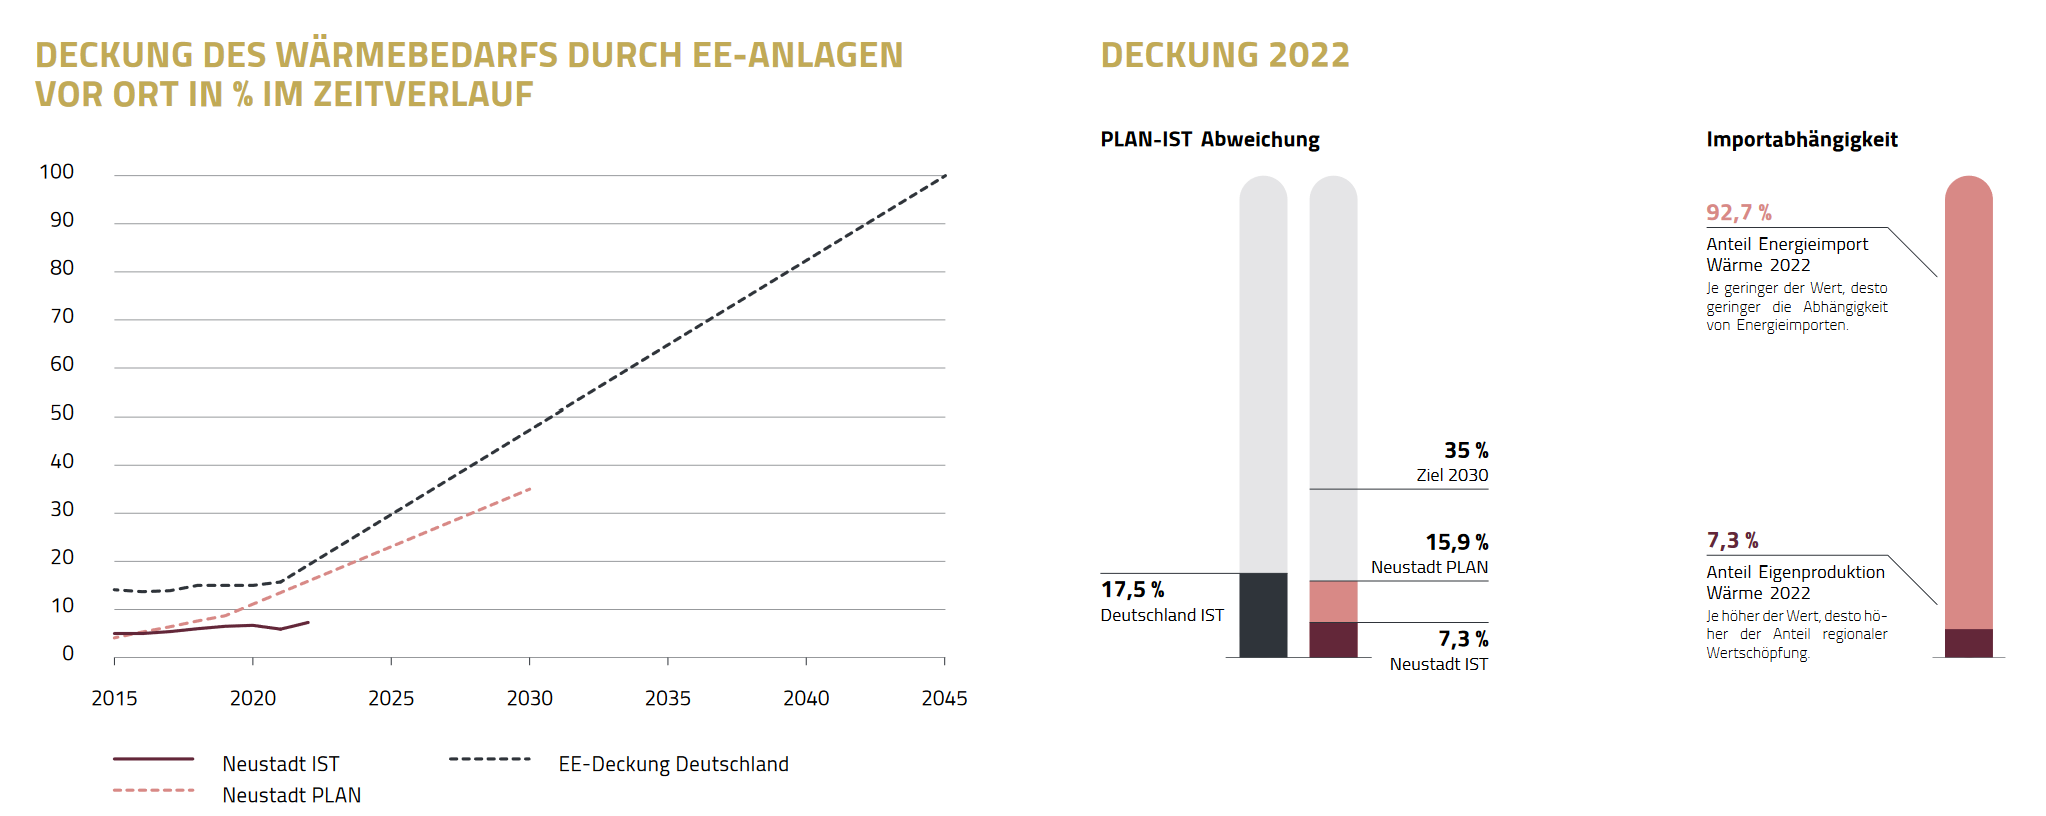 DECKUNG DES WÄRMEBEDARFS DURCH EE-ANLAGEN
VOR ORT IN % IM ZEITVERLAUF
100
90
80
70
60
50
40
30
20
10
0
2015 2020 2025 2030 2035 2040 2045
Neustadt IST
Neustadt PLAN
EE-Deckung Deutschland
DECKUNG 2022
PLAN-IST Abweichung
35 %
Ziel 2030
15,9 %
Neustadt PLAN
17,5 %
Deutschland IST
7,3 %
Neustadt IST
Importabhängigkeit
92,7 %
Anteil Energieimport
Wärme 2022
Je geringer der Wert, desto
geringer die Abhängigkeit
von Energieimporten.
7,3 %
Anteil Eigenproduktion
Wärme 2022
Je höher der Wert, desto hö-
her der Anteil regionaler
Wertschöpfung.